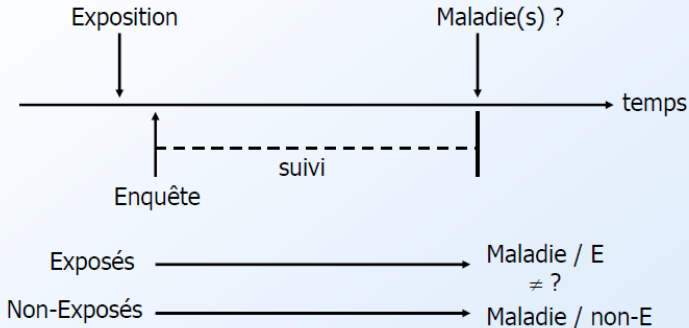 Exposition
Maladie(s) ?
temps
suivi
Enquête
Exposés
Maladie / E
≠ ?
Non-Exposés
Maladie / non-E